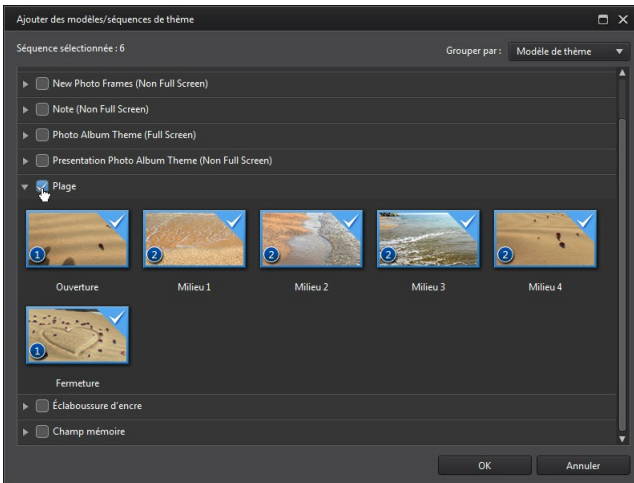 Ajouter des modèles/séquences de thème
Séquence sélectionnée : 6
Grouper par : Modèle de thème
New Photo Frames (Non Full Screen)
Note (Non Full Screen)
Photo Album Theme (Full Screen)
Presentation Photo Album Theme (Non Full Screen)
Plage
1 2 2 2 2
Ouverture Milieu 1 Milieu 2 Milieu 3 Milieu 4
1
Fermeture
Éclaboussure d'encre
Champ mémoire
OK Annuler